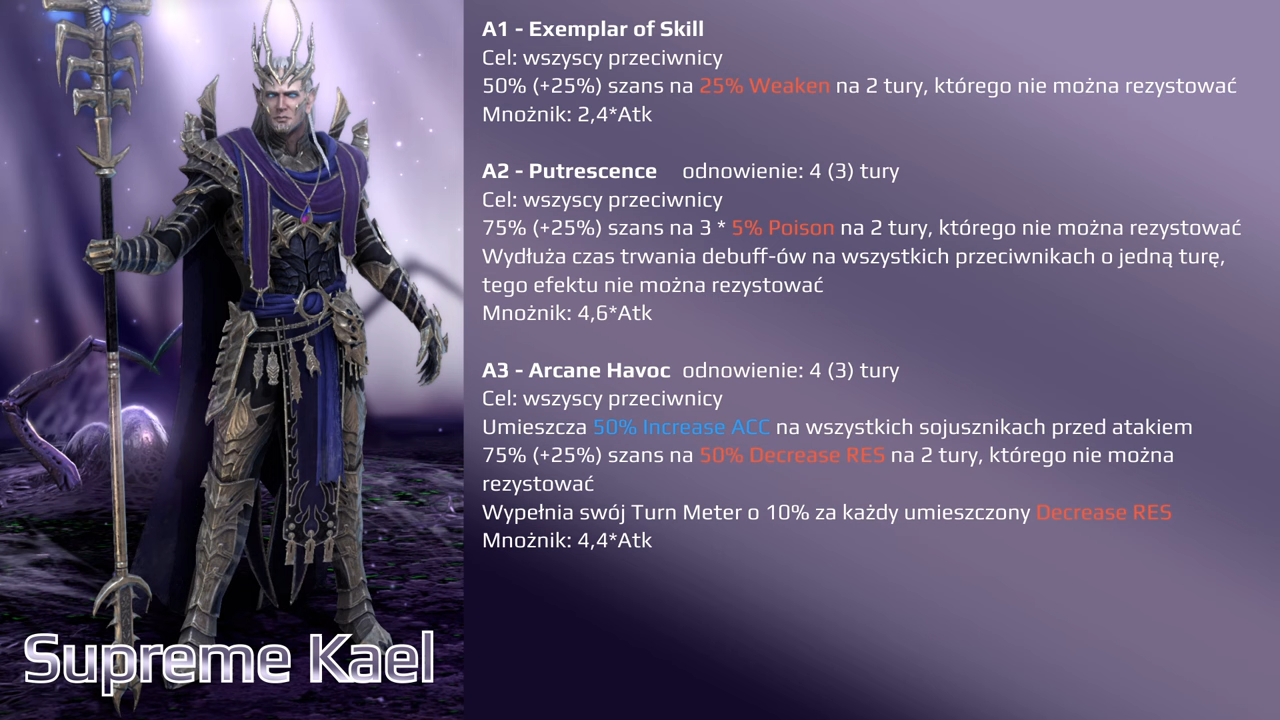 A1 - Exemplar of Skill
Cel: wszyscy przeciwnicy
50% (+25%) szans na 25% Weaken na 2 tury, którego nie można rezystować
Mnożnik: 2,4*Atk
A2 - Putrescence odnowienie: 4 (3) tury
Cel: wszyscy przeciwnicy
75% (+25%) szans na 3 * 5% Poison na 2 tury, którego nie można rezystować
Wydłuża czas trwania debuff-ów na wszystkich przeciwnikach o jedną turę,
tego efektu nie można rezystować
Mnożnik: 4,6*Atk
A3 - Arcane Havoc odnowienie: 4 (3) tury
Cel: wszyscy przeciwnicy
Umieszcza 50% Increase ACC na wszystkich sojusznikach przed atakiem
75% (+25%) szans na 50% Decrease RES na 2 tury, którego nie można
rezystować
Wypełnia swój Turn Meter o 10% za każdy umieszczony Decrease RES
Mnożnik: 4,4*Atk
Supreme Kael